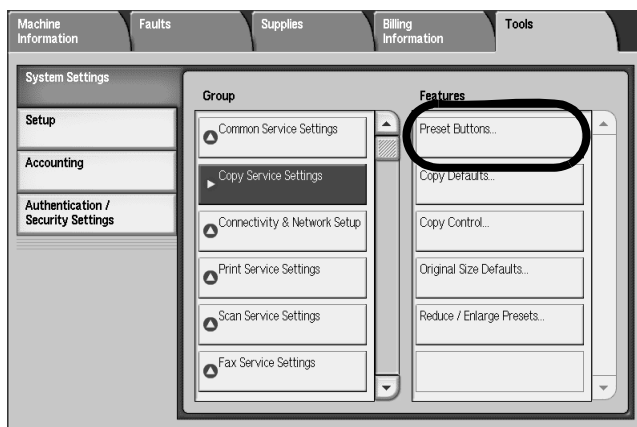 Machine
Information
Faults
Supplies
Billing
Information
Tools
System Settings
Setup
Accounting
Authentication /
Security Settings
Group
Common Service Settings
Copy Service Settings
Connectivity & Network Setup
Print Service Settings
Scan Service Settings
Fax Service Settings
Features
Preset Buttons...
Copy Defaults...
Copy Control...
Original Size Defaults...
Reduce / Enlarge Presets...